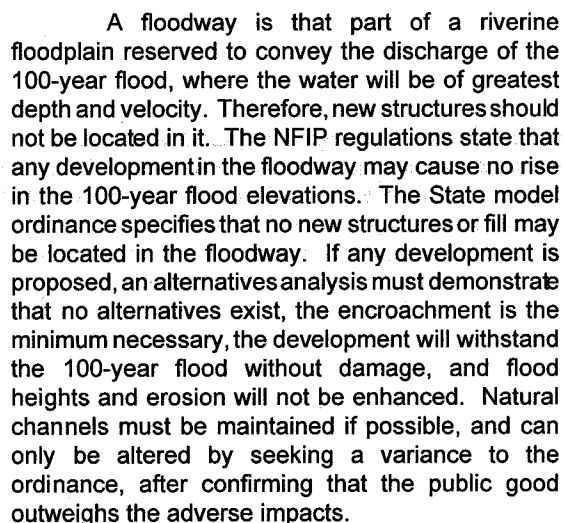 A floodway is that part of a riverine
floodplain reserved to convey the discharge of the
100-year flood, where the water will be of greatest
depth and velocity. Therefore, new structures should
not be located in it. The NFIP regulations state that
any development in the floodway may cause no rise
in the 100-year flood elevations. The State model
ordinance specifies that no new structures or fill may
be located in the floodway. If any development is
proposed, an alternatives analysis must demonstrate
that no alternatives exist, the encroachment is the
minimum necessary, the development will withstand
the 100-year flood without damage, and flood
heights and erosion will not be enhanced. Natural
channels must be maintained if possible, and can
only be altered by seeking a variance to the
ordinance, after confirming that the public good
outweighs the adverse impacts.